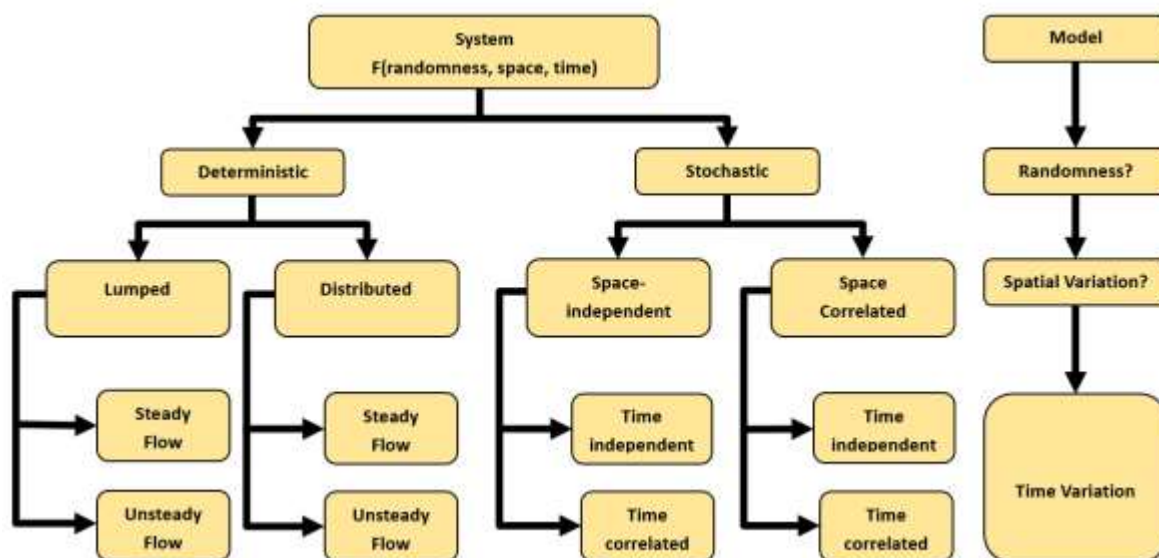 System
F(randomness, space, time)
Model
Deterministic
Stochastic
Randomness?
Lumped
Distributed
Space-
independent
Space
Correlated
Spatial Variation?
Steady
Flow
Steady
Flow
Time
independent
Time
independent
Time Variation
Unsteady
Flow
Unsteady
Flow
Time
correlated
Time
correlated